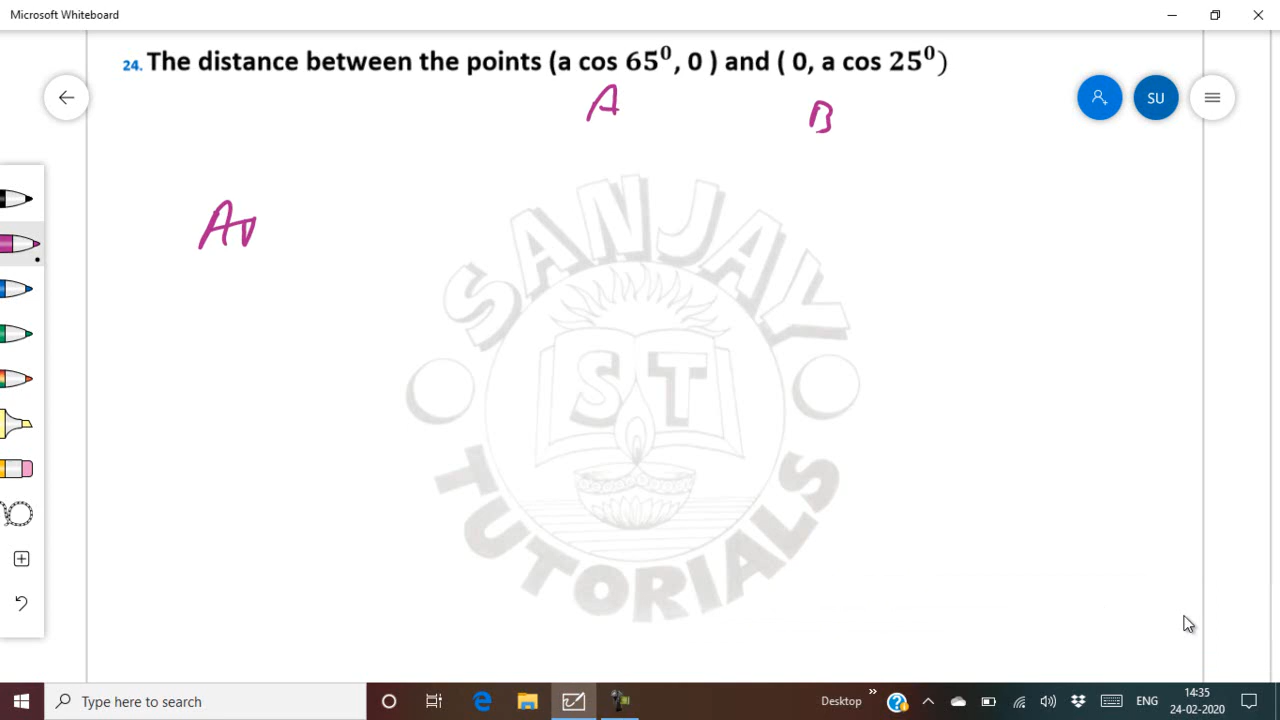 Microsoft Whiteboard
24. The distance between the points (a cos 65⁰, 0 ) and ( 0, a cos 25⁰)
A
B
SU
SANJAY
ST
TUTORIALS
Type here to search
Desktop
ENG
14:35
24-02-2020